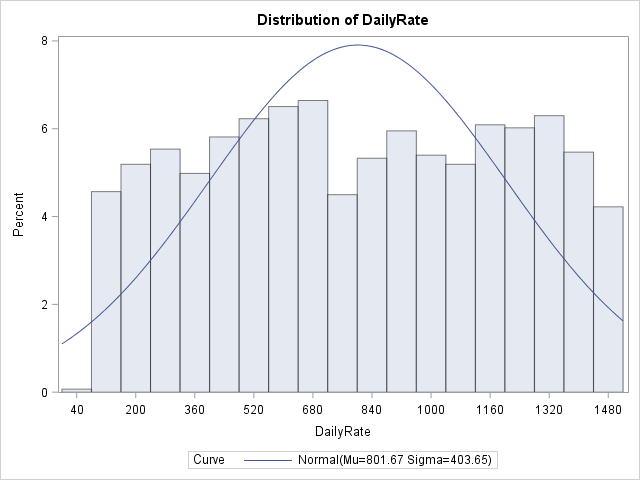 Distribution of DailyRate
8
6
4
2
0
Percent
40 200 360 520 680 840 1000 1160 1320 1480
DailyRate
Curve Normal(Mu=801.67 Sigma=403.65)